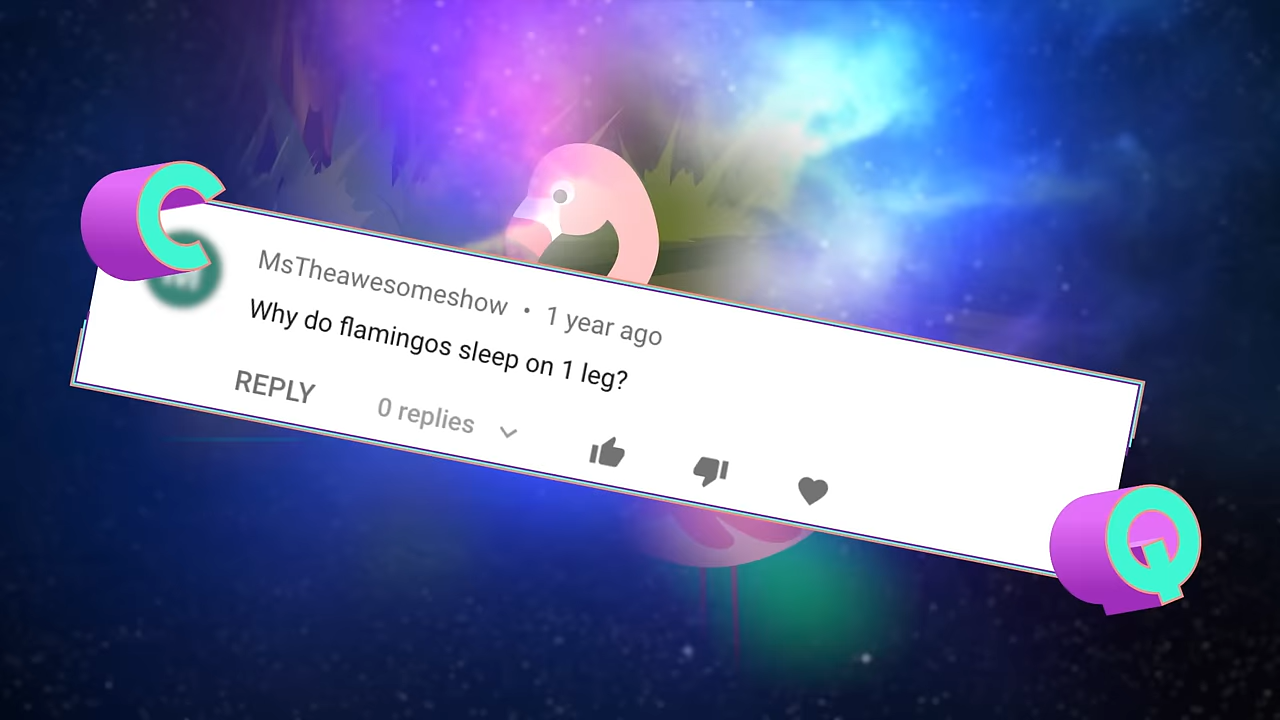 C
MsTheawesomeshow • 1 year ago
Why do flamingos sleep on 1 leg?
REPLY 0 replies
Q